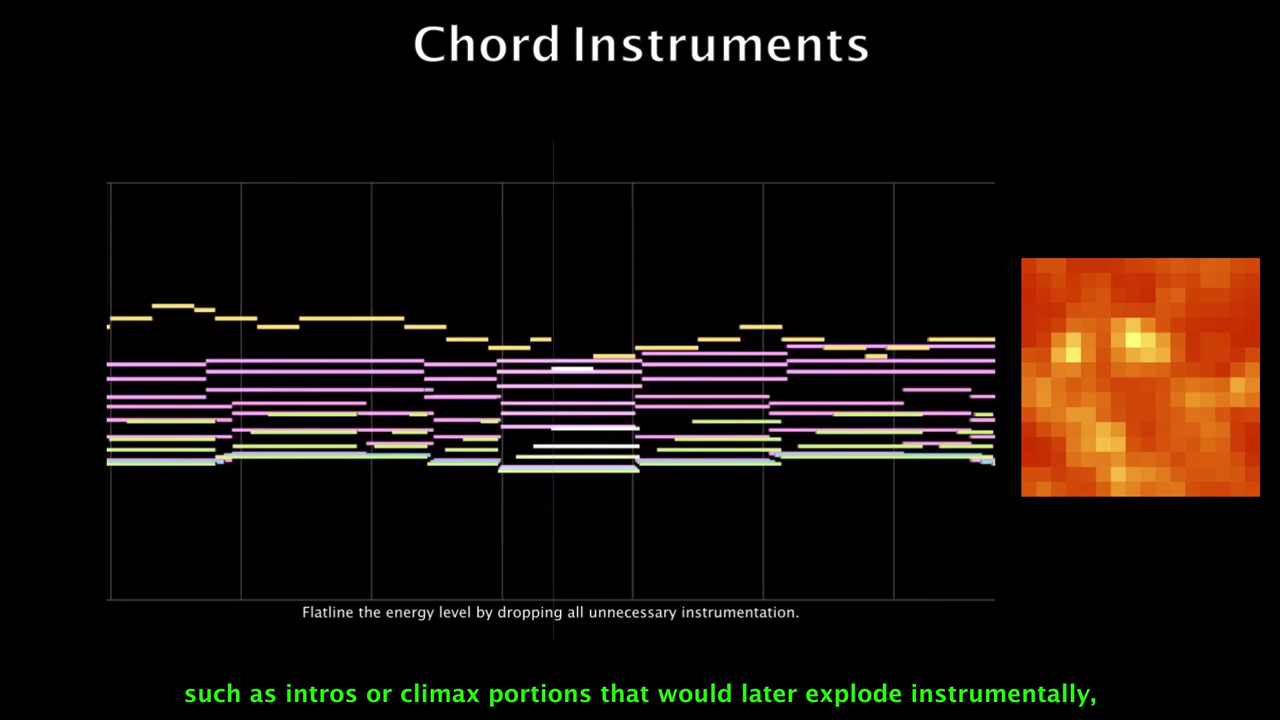 Chord Instruments
Flatline the energy level by dropping all unnecessary instrumentation.
such as intros or climax portions that would later explode instrumentally,